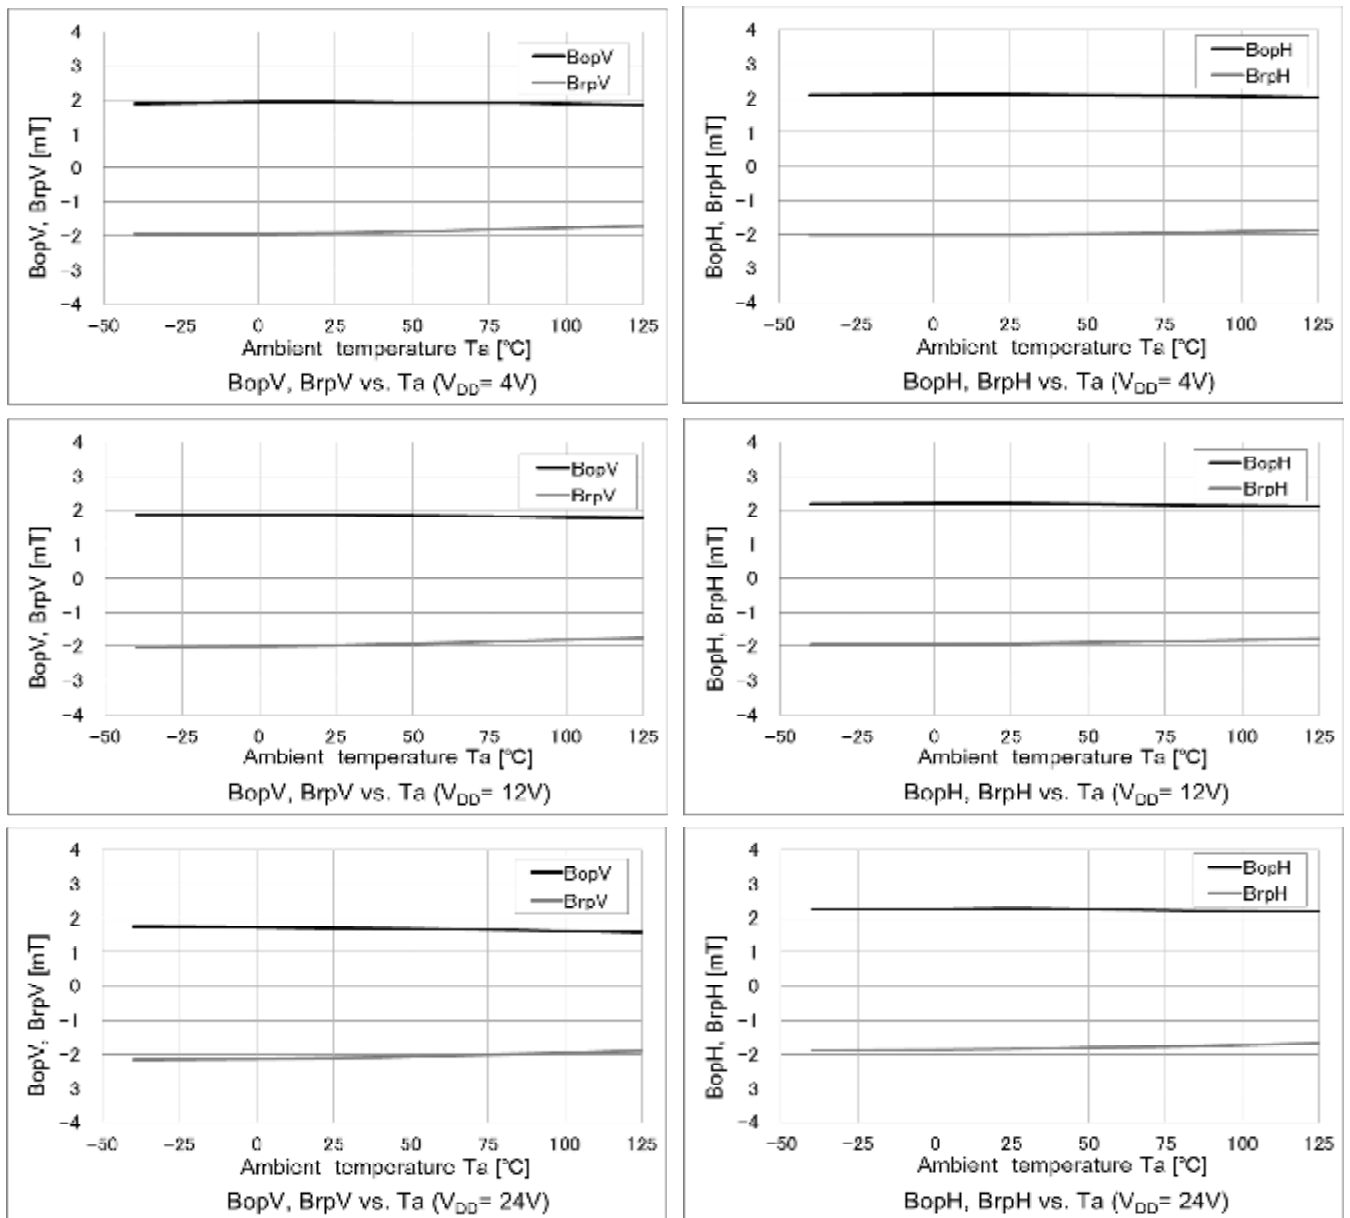 4
3
2
1
0
−1
−2
−3
−4
BopV, BrpV [mT]
BopV
BrpV
−50 −25 0 25 50 75 100 125
Ambient temperature Ta [℃]
BopV, BrpV vs. Ta (VDD= 4V)
4
3
2
1
0
−1
−2
3
−4
BopH, BrpH [mT]
BopH
BrpH
−50 −25 0 25 50 75 100 125
Ambient temperature Ta [℃]
BopH, BrpH vs. Ta (VDD= 4V)
4
3
2
1
0
−1
−2
−3
−4
BopV, BrpV [mT]
BopV
BrpV
−50 −25 0 25 50 75 100 125
Ambient temperature Ta [℃]
BopV, BrpV vs. Ta (VDD= 12V)
4
3
2
1
0
−1
−2
−3
−4
BopH, BrpH [mT]
BopH
BrpH
−50 −25 0 25 50 75 100 125
Ambient temperature Ta [℃]
BopH, BrpH vs. Ta (VDD= 12V)
4
3
2
1
0
−1
−2
3
−4
BopV, BrpV [mT]
BopV
BrpV
−50 −25 0 25 50 75 100 125
Ambient temperature Ta [℃]
BopV, BrpV vs. Ta (VDD= 24V)
4
3
2
1
0
−1
−2
3
−4
BopH, BrpH [mT]
BopH
BrpH
−50 −25 0 25 50 75 100 125
Ambient temperature Ta [℃]
BopH, BrpH vs. Ta (VDD= 24V)